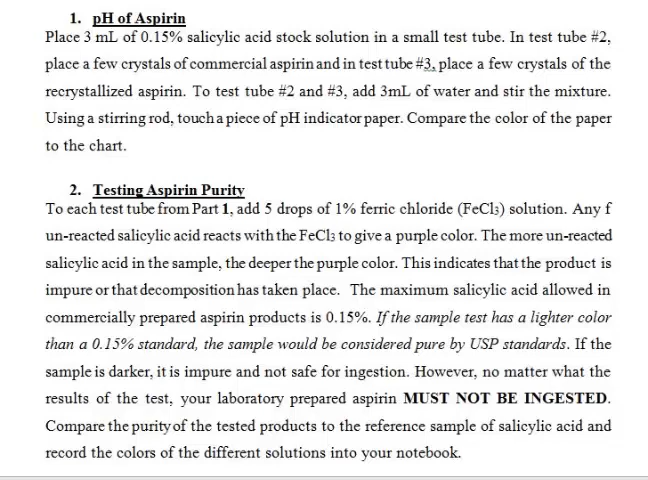 1. pH of Aspirin
Place 3 mL of 0.15% salicylic acid stock solution in a small test tube. In test tube #2,
place a few crystals of commercial aspirin and in test tube #3, place a few crystals of the
recrystallized aspirin. To test tube #2 and #3, add 3mL of water and stir the mixture.
Using a stirring rod, touch a piece of pH indicator paper. Compare the color of the paper
to the chart.
2. Testing Aspirin Purity
To each test tube from Part 1, add 5 drops of 1% ferric chloride (FeCl3) solution. Any f
un-reacted salicylic acid reacts with the FeCl3 to give a purple color. The more un-reacted
salicylic acid in the sample, the deeper the purple color. This indicates that the product is
impure or that decomposition has taken place. The maximum salicylic acid allowed in
commercially prepared aspirin products is 0.15%. If the sample test has a lighter color
than a 0.15% standard, the sample would be considered pure by USP standards. If the
sample is darker, it is impure and not safe for ingestion. However, no matter what the
results of the test, your laboratory prepared aspirin MUST NOT BE INGESTED.
Compare the purity of the tested products to the reference sample of salicylic acid and
record the colors of the different solutions into your notebook.